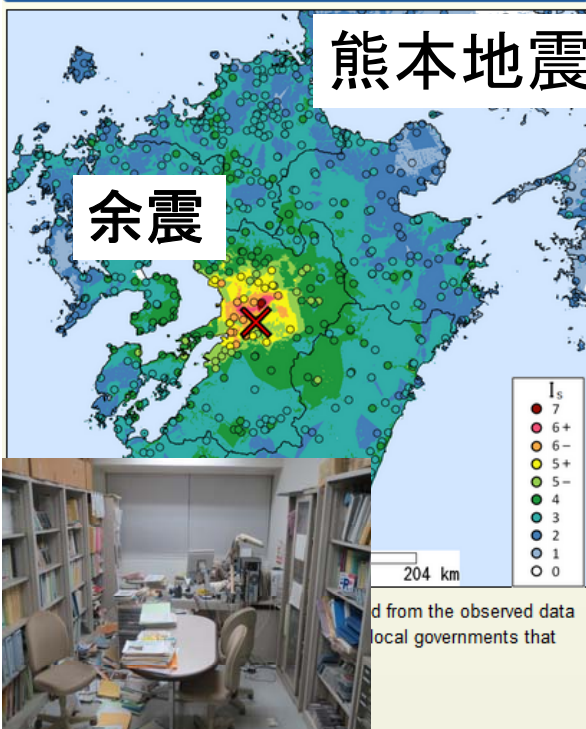 熊本地震
余震
Is
7
6+
6-
5+
5-
4
3
2
1
0
204 km
d from the observed data
local governments that